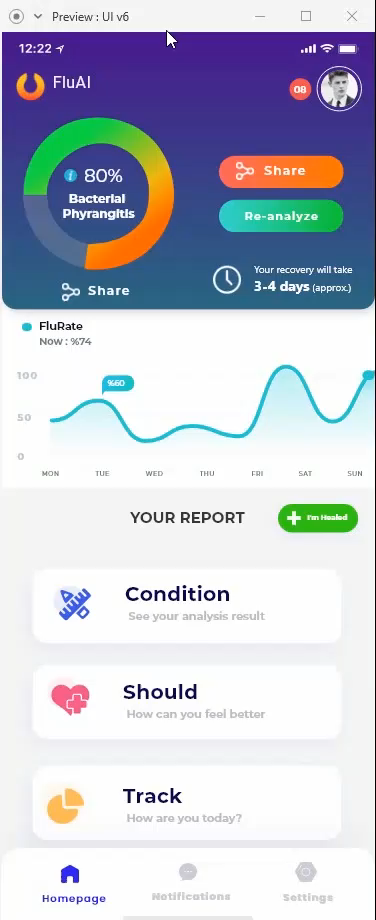 Preview : UI v6
12:22
FluAI
08
80%
Bacterial
Phyrangitis
Share
Re-analyze
Share
Your recovery will take
3-4 days (approx.)
FluRate
Now : %74
100
%60
50
0
MON TUE WED THU FRI SAT SUN
YOUR REPORT
I'm Healed
Condition
See your analysis result
Should
How can you feel better
Track
How are you today?
Homepage
Notifications
Settings